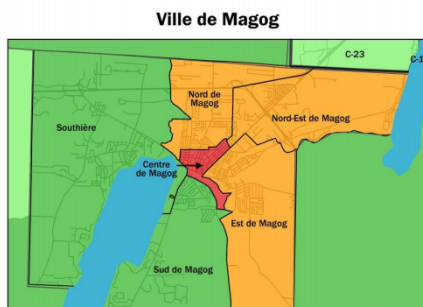 Ville de Magog
C-23
C-1
Nord de
Magog
Nord-Est de Magog
Southière
Centre
de Magog
Est de Magog
Sud de Magog